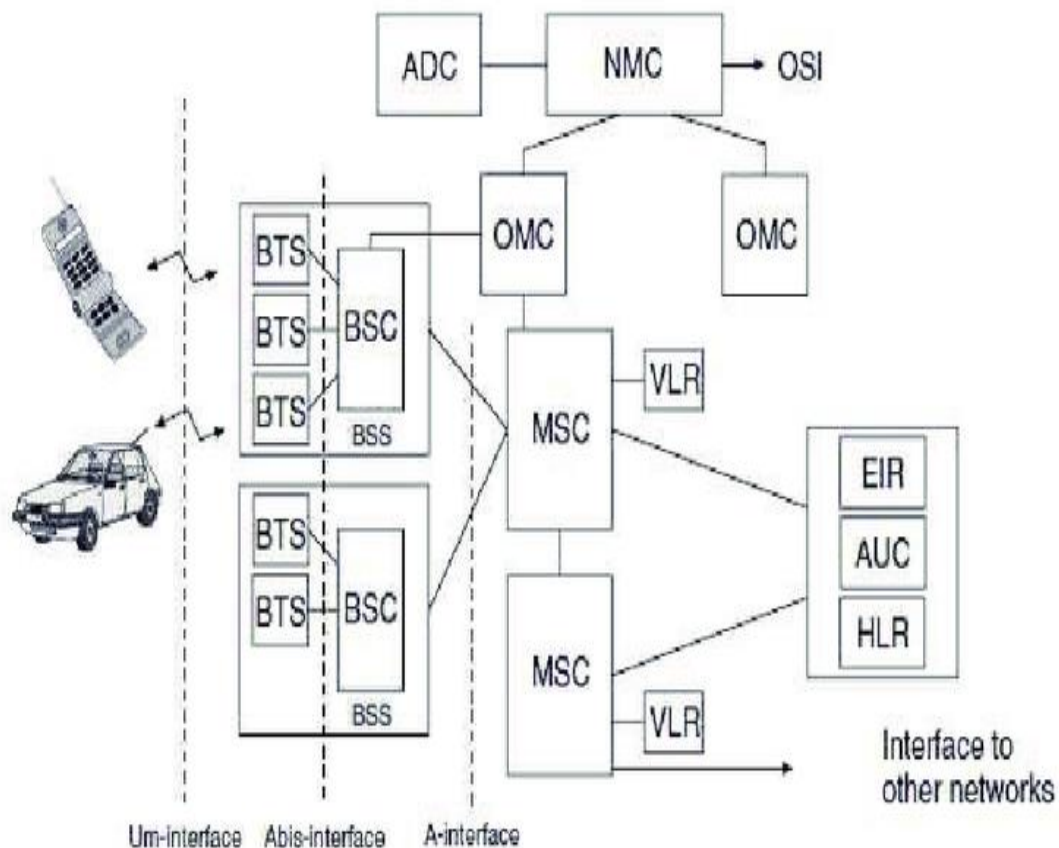 ADC
NMC
OSI
OMC
OMC
BTS
BTS
BTS
BSC
BSS
MSC
VLR
EIR
AUC
HLR
BTS
BTS
BSC
BSS
MSC
VLR
Interface to
other networks
Um-interface
Abis-interface
A-interface